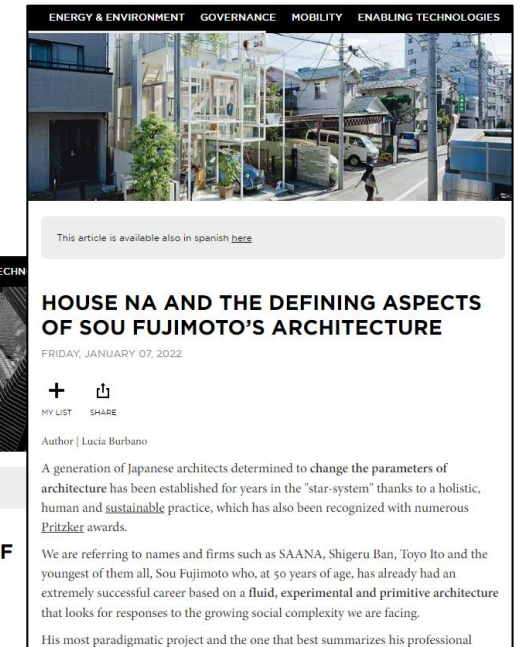 ENERGY & ENVIRONMENT GOVERNANCE MOBILITY ENABLING TECHNOLOGIES
This article is available also in spanish here
ECHN
HOUSE NA AND THE DEFINING ASPECTS
OF SOU FUJIMOTO'S ARCHITECTURE
FRIDAY, JANUARY 07, 2022
MY LIST SHARE
Author | Lucia Burbano
A generation of Japanese architects determined to change the parameters of
architecture has been established for years in the "star-system" thanks to a holistic,
human and sustainable practice, which has also been recognized with numerous
Pritzker awards.
F
We are referring to names and firms such as SAANA, Shigeru Ban, Toyo Ito and the
youngest of them all, Sou Fujimoto who, at 50 years of age, has already had an
extremely successful career based on a fluid, experimental and primitive architecture
that looks for responses to the growing social complexity we are facing.
His most paradigmatic project and the one that best summarizes his professional